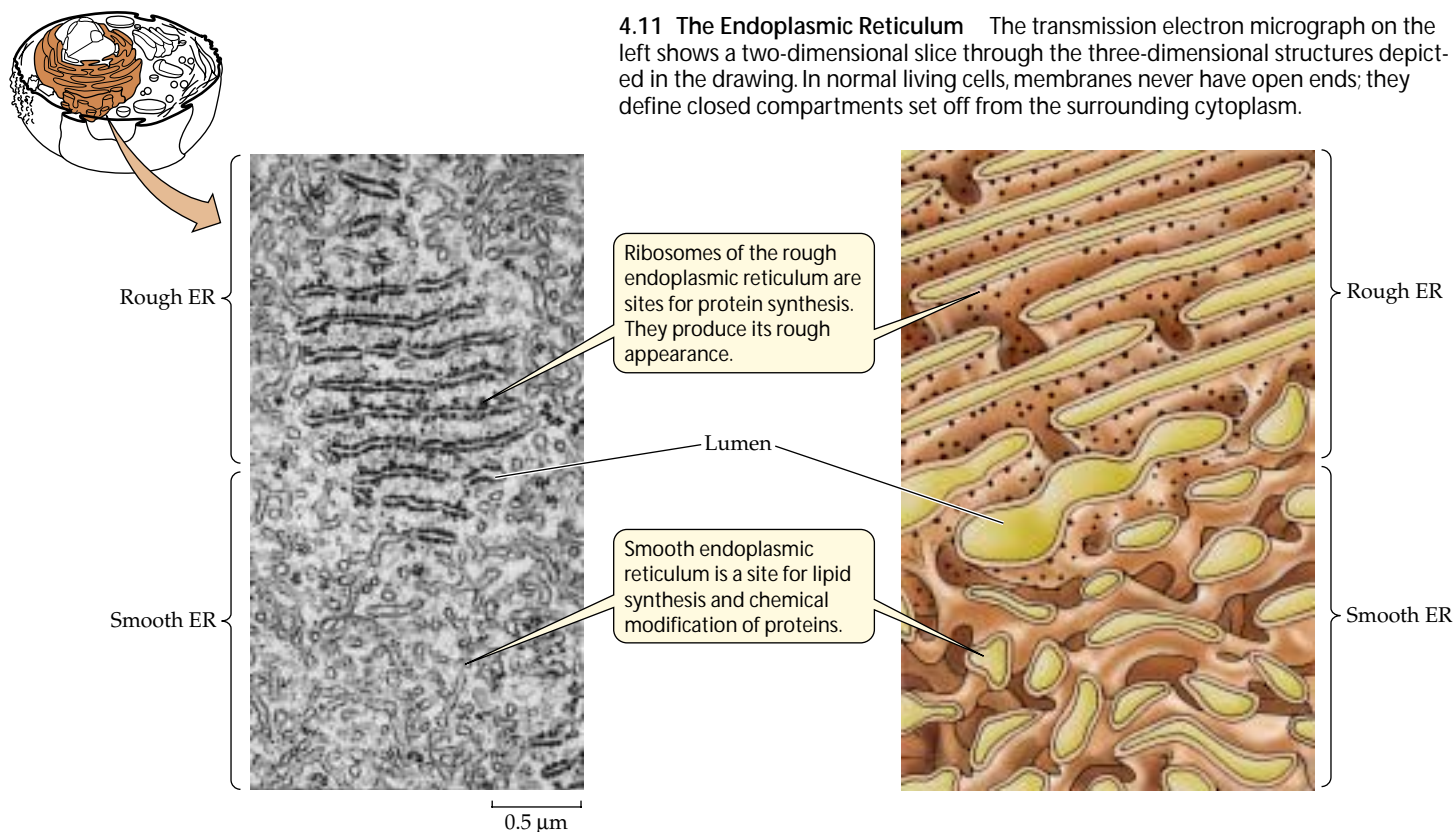 4.11 The Endoplasmic Reticulum The transmission electron micrograph on the
left shows a two-dimensional slice through the three-dimensional structures depict-
ed in the drawing. In normal living cells, membranes never have open ends; they
define closed compartments set off from the surrounding cytoplasm.
Rough ER
Ribosomes of the rough
endoplasmic reticulum are
sites for protein synthesis.
They produce its rough
appearance.
Rough ER
Lumen
Smooth ER
Smooth endoplasmic
reticulum is a site for lipid
synthesis and chemical
modification of proteins.
Smooth ER
0.5 µm